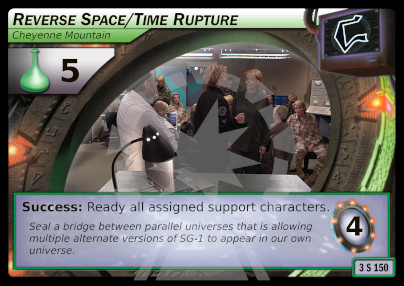 Reverse Space/Time Rupture
Cheyenne Mountain
5
Success: Ready all assigned support characters.
Seal a bridge between parallel universes that is allowing
multiple alternate versions of SG-1 to appear in our own
universe.
4
3 S 150